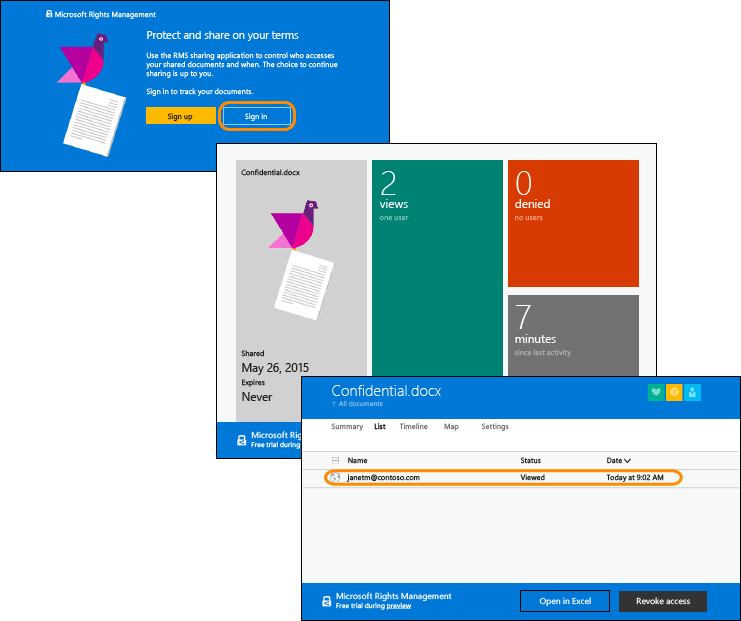 Microsoft Rights Management
Protect and share on your terms
Use the RMS sharing application to control who accesses
your shared documents and when. The choice to continue
sharing is up to you.
Sign in to track your documents.
Sign up
Sign in
Confidential.docx
Shared
May 26, 2015
Expires
Never
2
views
one user
0
denied
no users
7
minutes
since last activity
Microsoft Rig
Free trial during
Confidential.docx
↑ All documents
Summary List Timeline Map Settings
Name Status Date
janetm@contoso.com Viewed Today at 9:02 AM
Microsoft Rights Management
Free trial during preview
Open in Excel
Revoke access